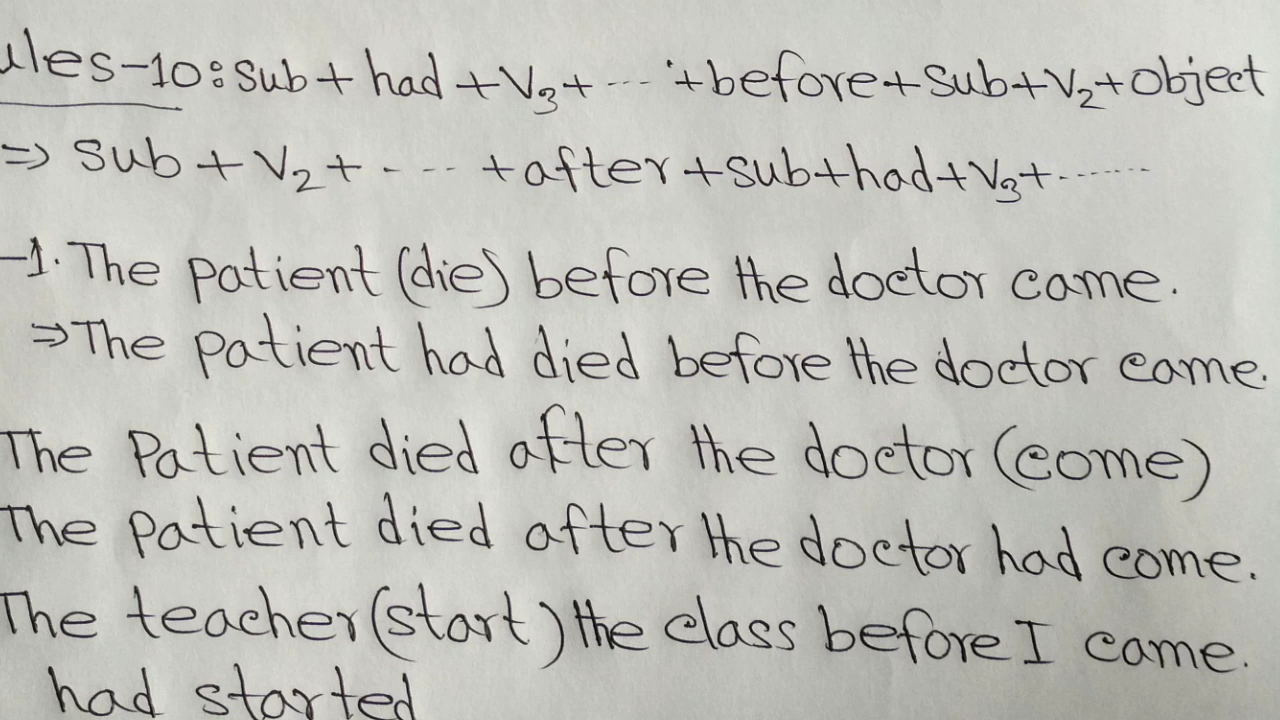 ules-10: sub + had + V₃ + ---- + before + sub + V₂ + object
⇒ sub + V₂ + ---- + after + sub + had + V₃ + -------
-1. The patient (die) before the doctor came.
⇒ The patient had died before the doctor came.
The Patient died after the doctor (come)
The patient died after the doctor had come.
The teacher (start) the class before I came.
had started